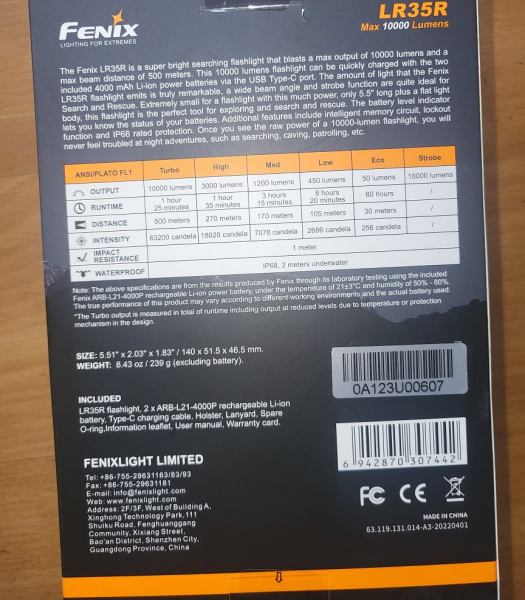 FENIX
LIGHTING FOR EXTREMES
LR35R
Max 10000 Lumens
The Fenix LR35R is a super bright searching flashlight that blasts a max output of 10000 lumens and a
max beam distance of 500 meters. This 10000 lumens flashlight can be quickly charged with the two
included 4000 mAh Li-ion power batteries via the USB Type-C port. The amount of light that the Fenix
LR35R flashlight emits is truly remarkable, a wide beam angle and strobe function are quite ideal for
Search and Rescue. Extremely small for a flashlight with this much power, only 5.5" long plus a flat light
body, this flashlight is the perfect tool for exploring and search and rescue. The battery level indicator
lets you know the status of your batteries. Additional features include intelligent memory circuit, lockout
function and IP68 rated protection. Once you see the raw power of a 10000-lumen flashlight, you will
never feel troubled at night adventures, such as searching, caving, patrolling, etc.
ANSI/PLATO FL1 Turbo High Med Low Eco Strobe
OUTPUT 10000 lumens 3000 lumens 1200 lumens 450 lumens 50 lumens 10000 lumens
RUNTIME 1 hour 25 minutes 1 hour 35 minutes 3 hours 15 minutes 8 hours 20 minutes 80 hours /
DISTANCE 500 meters 270 meters 170 meters 105 meters 30 meters /
INTENSITY 63200 candela 18020 candela 7078 candela 2686 candela 256 candela /
IMPACT RESISTANCE 1 meter
WATERPROOF IP68, 2 meters underwater
Note: The above specifications are from the results produced by Fenix through its laboratory testing using the included
Fenix ARB-L21-4000P rechargeable Li-ion power battery, under the temperature of 21±3°C and humidity of 50% - 80%.
The true performance of this product may vary according to different working environments and the actual battery used.
*The Turbo output is measured in total of runtime including output at reduced levels due to temperature or protection
mechanism in the design.
SIZE: 5.51" x 2.03" x 1.83" / 140 x 51.5 x 46.5 mm.
WEIGHT: 8.43 oz / 239 g (excluding battery).
0A123U00607
INCLUDED
LR35R flashlight, 2 x ARB-L21-4000P rechargeable Li-ion
battery, Type-C charging cable, Holster, Lanyard, Spare
O-ring,Information leaflet, User manual, Warranty card.
6 942870 307442
FENIXLIGHT LIMITED
Tel: +86-755-29631163/83/93
Fax: +86-755-29631181
E-mail: info@fenixlight.com
Web: www.fenixlight.com
Address: 2F/3F, West of Building A,
Xinghong Technology Park,111
Shuiku Road, Fenghuanggang
Community, Xixiang Street,
Bao'an District, Shenzhen City,
Guangdong Province, China
FC CE
MADE IN CHINA
63.119.131.014-A3-20220401